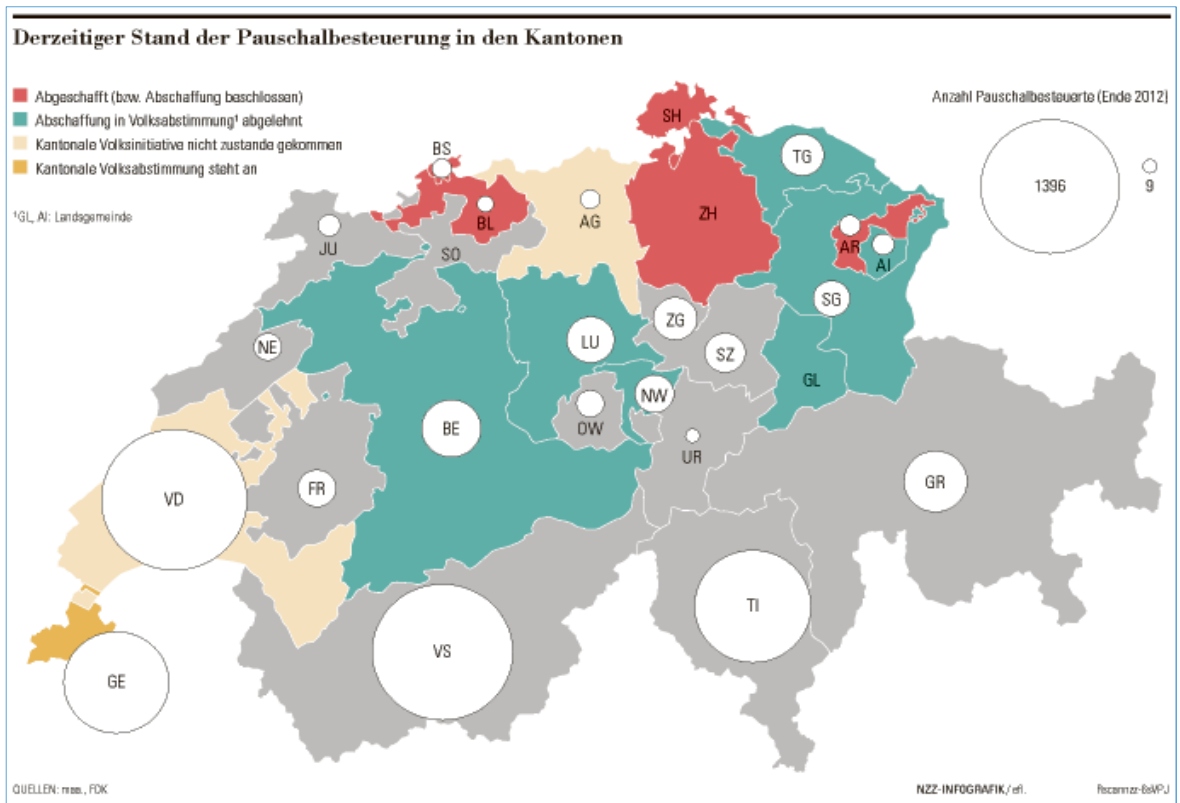 Derzeitiger Stand der Pauschalbesteuerung in den Kantonen
Abgeschafft (bzw. Abschaffung beschlossen)
Abschaffung in Volksabstimmung¹ abgelehnt
Kantonale Volksinitiative nicht zustande gekommen
Kantonale Volksabstimmung steht an
¹GL, AI: Landsgemeinde
Anzahl Pauschalbesteuerte (Ende 2012)
1396
9
SH
BS
TG
BL
AG
ZH
JU
SO
AR
AI
SG
ZG
NE
LU
SZ
GL
NW
BE
OW
UR
FR
GR
VD
TI
VS
GE
QUELLEN: FDK
NZZ-INFOGRAFIK/efl.